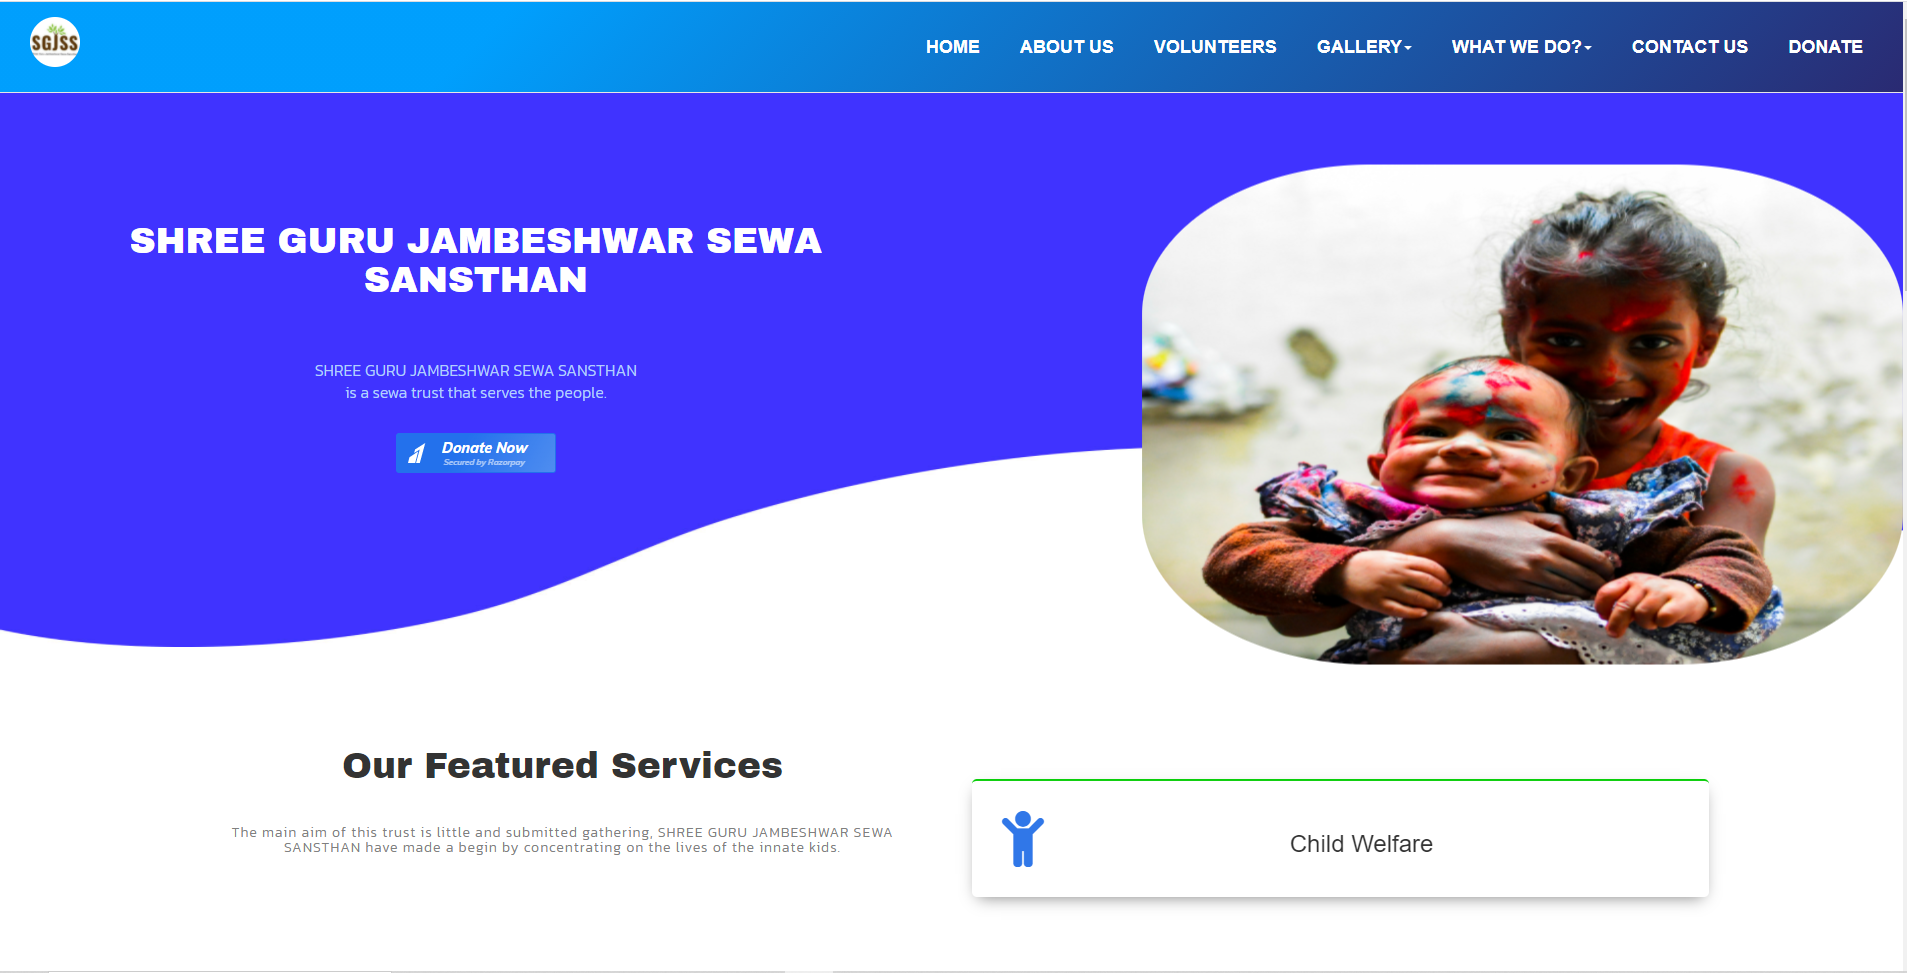 SGJSS
HOME ABOUT US VOLUNTEERS GALLERY WHAT WE DO? CONTACT US DONATE
SHREE GURU JAMBESHWAR SEWA
SANSTHAN
SHREE GURU JAMBESHWAR SEWA SANSTHAN
is a sewa trust that serves the people.
Donate Now
Secured by Razorpay
Our Featured Services
The main aim of this trust is little and submitted gathering, SHREE GURU JAMBESHWAR SEWA
SANSTHAN have made a begin by concentrating on the lives of the innate kids.
Child Welfare